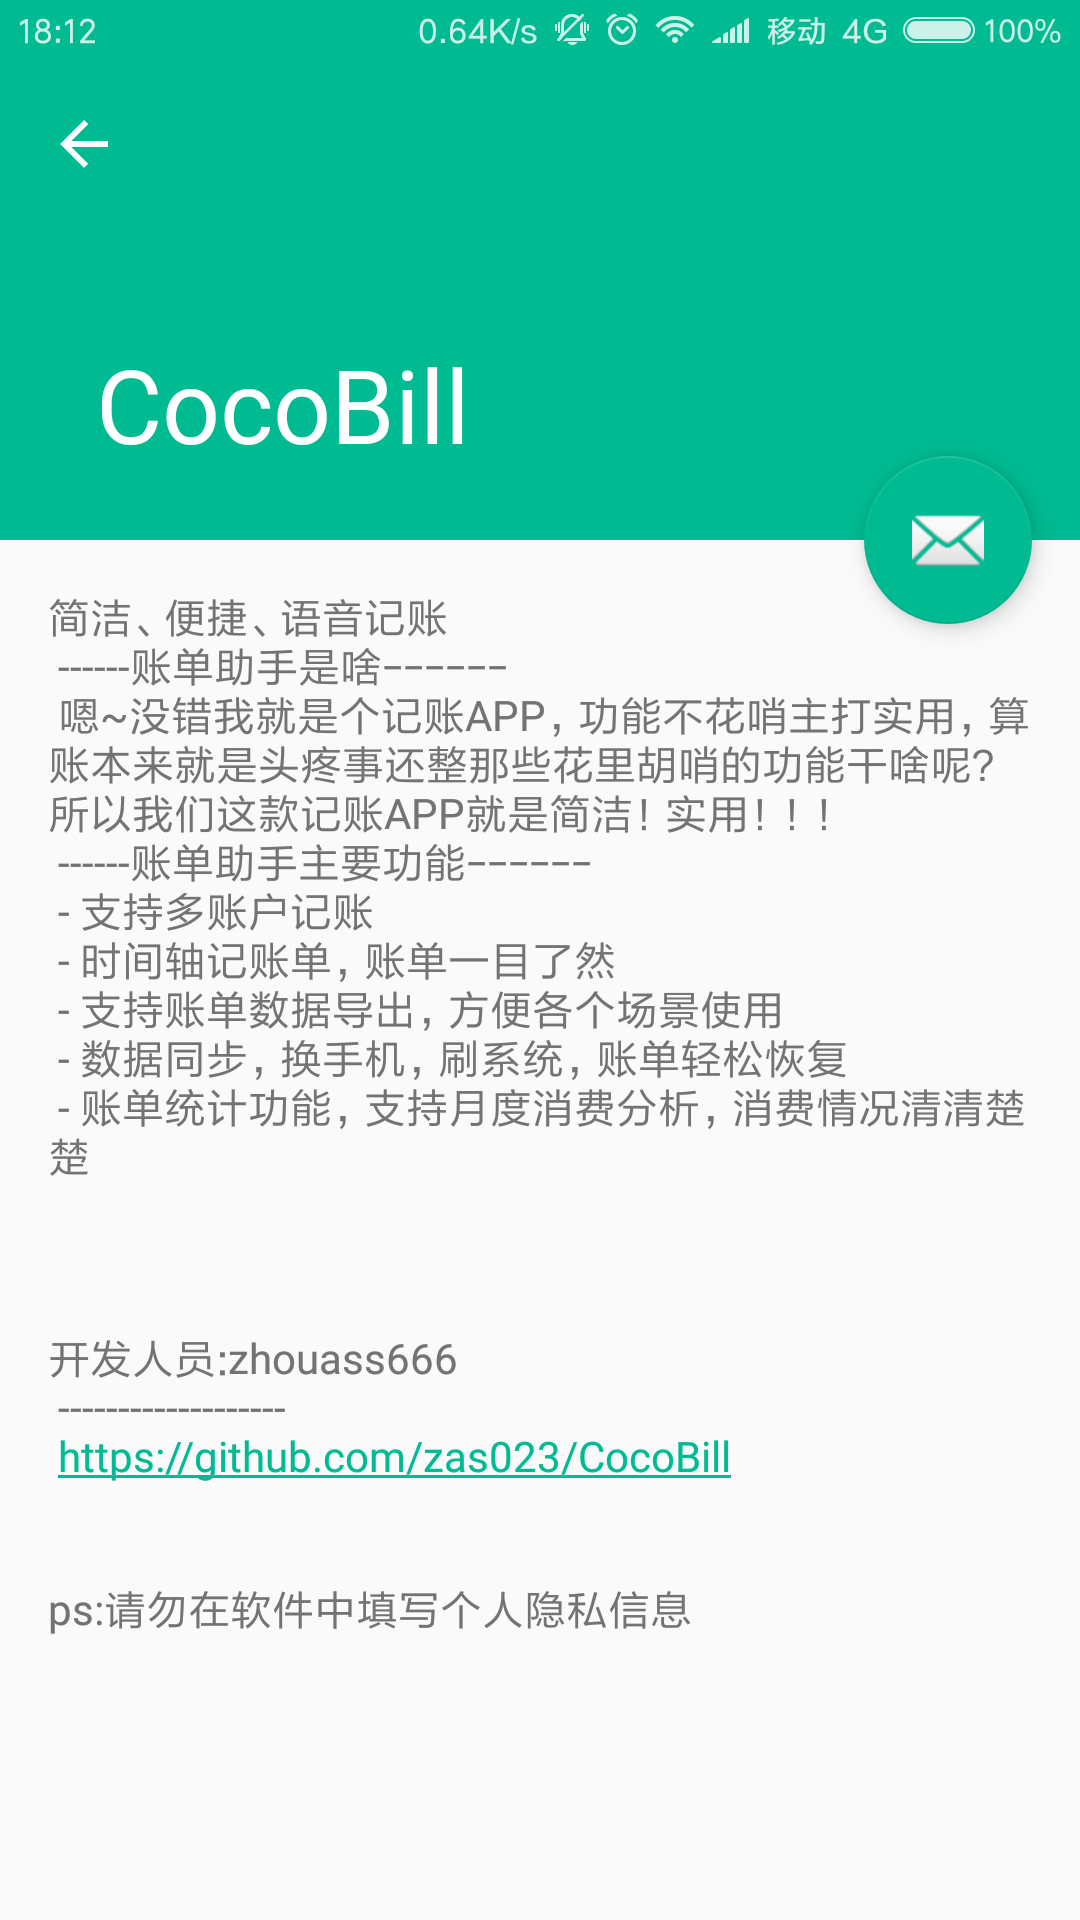 18:12 0.64K/s 移动 4G 100%
CocoBill
简洁、便捷、语音记账
------账单助手是啥------
嗯~没错我就是个记账APP，功能不花哨主打实用，算
账本来就是头疼事还整那些花里胡哨的功能干啥呢？
所以我们这款记账APP就是简洁！实用！！！
------账单助手主要功能------
- 支持多账户记账
- 时间轴记账单，账单一目了然
- 支持账单数据导出，方便各个场景使用
- 数据同步，换手机，刷系统，账单轻松恢复
- 账单统计功能，支持月度消费分析，消费情况清清楚
楚
开发人员:zhouass666
-------------------
https://github.com/zas023/CocoBill
ps:请勿在软件中填写个人隐私信息